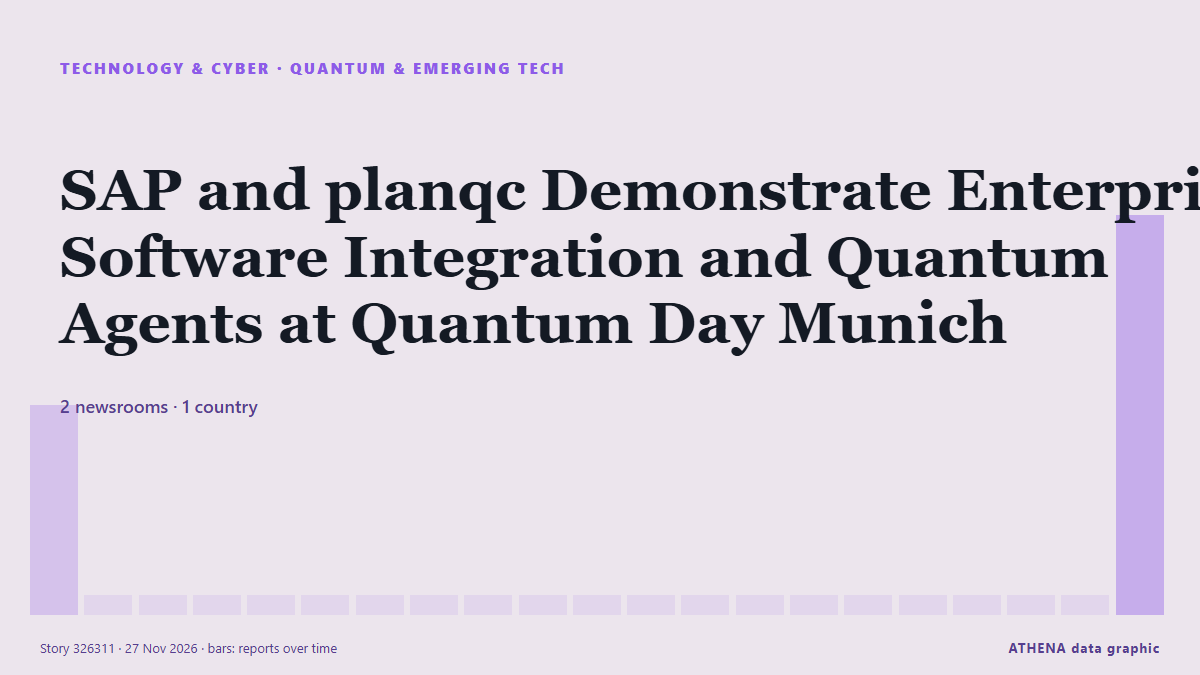 TECHNOLOGY & CYBER · QUANTUM & EMERGING TECH
SAP and planqc Demonstrate Enterpri
Software Integration and Quantum
Agents at Quantum Day Munich
2 newsrooms · 1 country
Story 326311 · 27 Nov 2026 · bars: reports over time
ATHENA data graphic